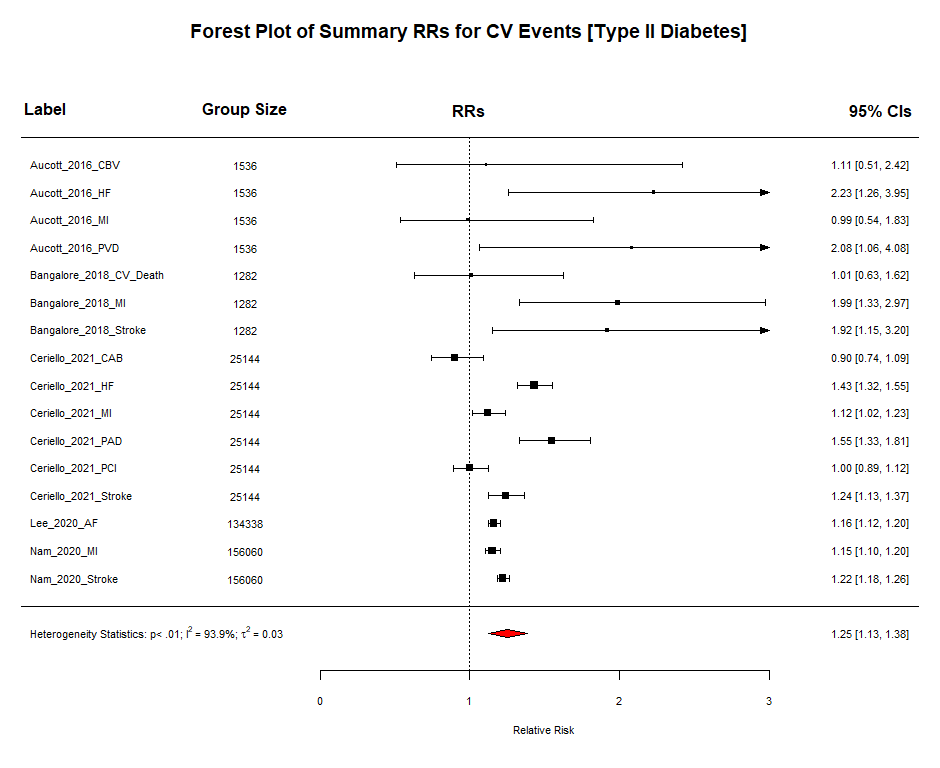 Forest Plot of Summary RRs for CV Events [Type II Diabetes]
Label Group Size RRs 95% CIs
Aucott_2016_CBV 1536 1.11 [0.51, 2.42]
Aucott_2016_HF 1536 2.23 [1.26, 3.95]
Aucott_2016_MI 1536 0.99 [0.54, 1.83]
Aucott_2016_PVD 1536 2.08 [1.06, 4.08]
Bangalore_2018_CV_Death 1282 1.01 [0.63, 1.62]
Bangalore_2018_MI 1282 1.99 [1.33, 2.97]
Bangalore_2018_Stroke 1282 1.92 [1.15, 3.20]
Ceriello_2021_CAB 25144 0.90 [0.74, 1.09]
Ceriello_2021_HF 25144 1.43 [1.32, 1.55]
Ceriello_2021_MI 25144 1.12 [1.02, 1.23]
Ceriello_2021_PAD 25144 1.55 [1.33, 1.81]
Ceriello_2021_PCI 25144 1.00 [0.89, 1.12]
Ceriello_2021_Stroke 25144 1.24 [1.13, 1.37]
Lee_2020_AF 134338 1.16 [1.12, 1.20]
Nam_2020_MI 156060 1.15 [1.10, 1.20]
Nam_2020_Stroke 156060 1.22 [1.18, 1.26]
Heterogeneity Statistics: p< .01; I² = 93.9%; τ² = 0.03 1.25 [1.13, 1.38]
0 1 2 3
Relative Risk